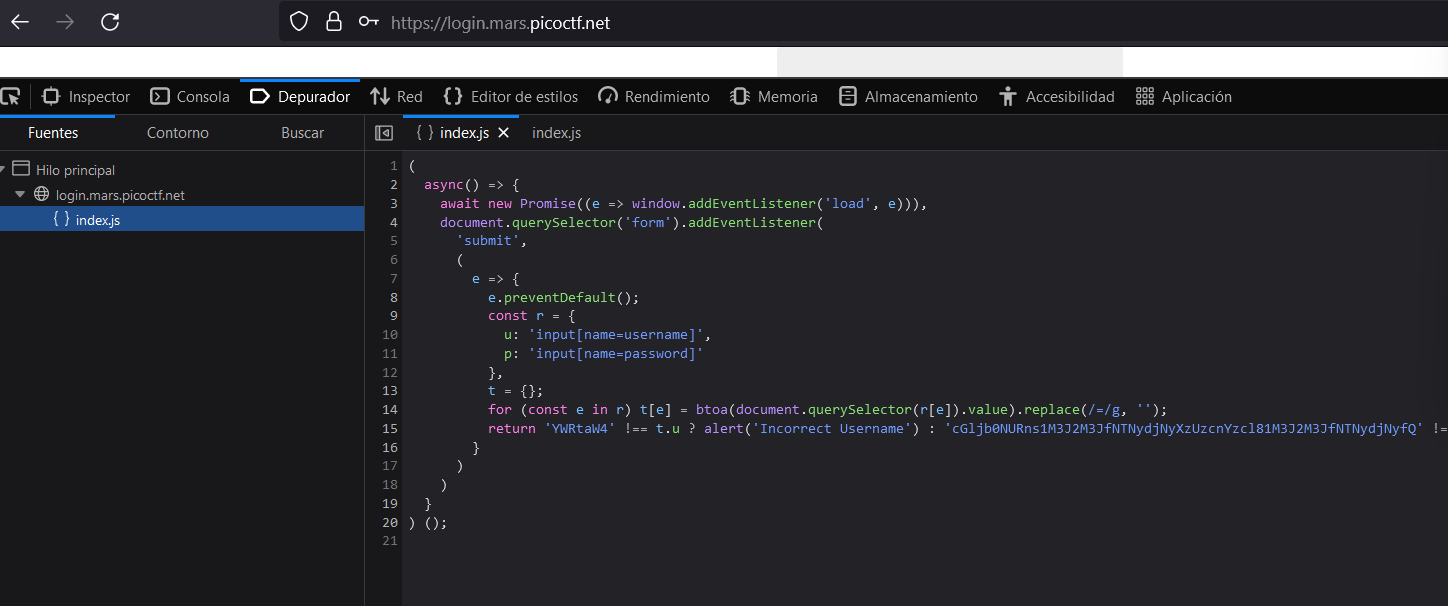 https://login.mars.picoctf.net
Inspector Consola Depurador Red Editor de estilos Rendimiento Memoria Almacenamiento Accesibilidad Aplicación
Fuentes Contorno Buscar { } index.js index.js
Hilo principal
login.mars.picoctf.net
{ } index.js
1 (
2 async() => {
3 await new Promise((e => window.addEventListener('load', e))),
4 document.querySelector('form').addEventListener(
5 'submit',
6 (
7 e => {
8 e.preventDefault();
9 const r = {
10 u: 'input[name=username]',
11 p: 'input[name=password]'
12 },
13 t = {};
14 for (const e in r) t[e] = btoa(document.querySelector(r[e]).value).replace(/=/g, '');
15 return 'YWRtaW4' !== t.u ? alert('Incorrect Username') : 'cGljb0NURns1M3J2M3JfNTNydjNyXzUzcnYzcl81M3J2M3JfNTNydjNyfQ' !=
16 }
17 )
18 )
19 }
20 ) ();
21